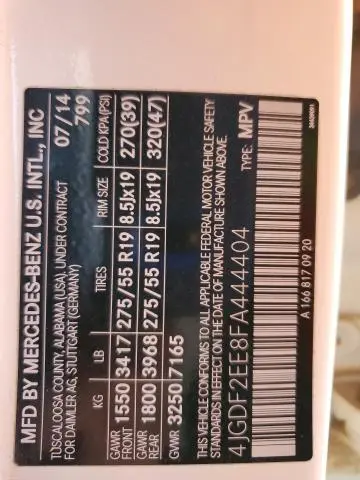 MFD BY MERCEDES-BENZ U.S. INTL., INC
TUSCALOOSA COUNTY, ALABAMA (USA), UNDER CONTRACT 07/14
FOR DAIMLER AG, STUTTGART (GERMANY) 799
KG LB TIRES RIM SIZE COLD KPA(PSI)
GAWR FRONT 1550 3417 275/55 R19 8.5Jx19 270(39)
GAWR REAR 1800 3968 275/55 R19 8.5Jx19 320(47)
GVWR 3250 7165
THIS VEHICLE CONFORMS TO ALL APPLICABLE FEDERAL MOTOR VEHICLE SAFETY
STANDARDS IN EFFECT ON THE DATE OF MANUFACTURE SHOWN ABOVE.
4JGDF2EE8FA444404 TYPE: MPV
A 166 817 09 20